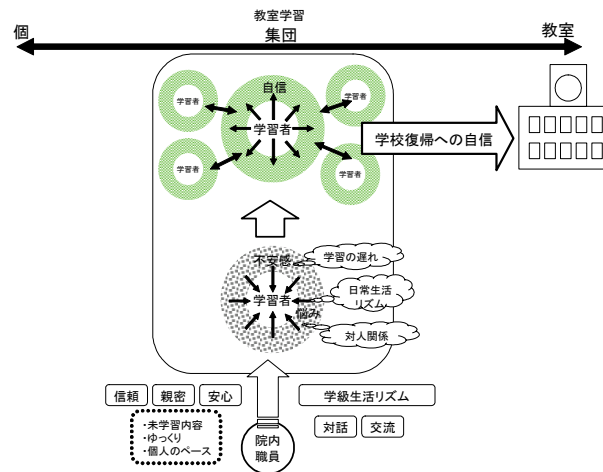 教室学習
個
集団
教室
学習者
学習者
自信
学習者
学習者
学習者
学校復帰への自信
不安感
学習者
悩み
学習の遅れ
日常生活
リズム
対人関係
信頼
親密
安心
学級生活リズム
・未学習内容
・ゆっくり
・個人のペース
院内
職員
対話
交流